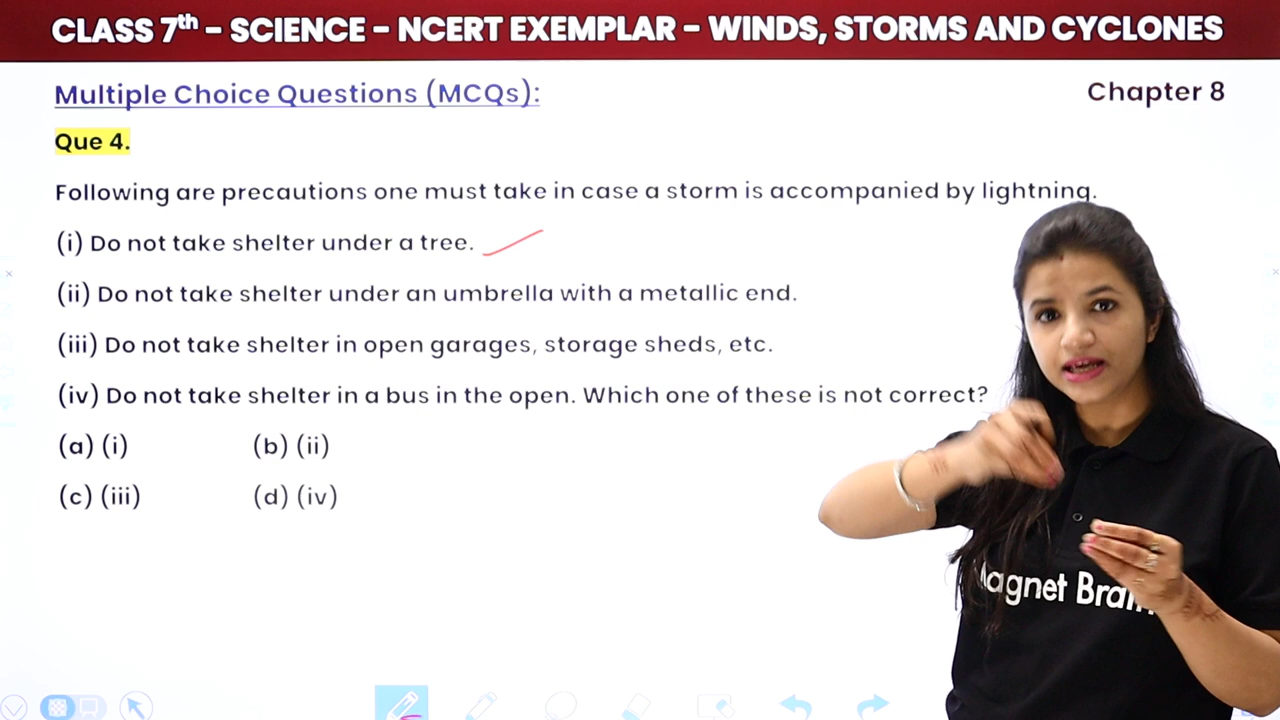 CLASS 7th – SCIENCE – NCERT EXEMPLAR – WINDS, STORMS AND CYCLONES
Multiple Choice Questions (MCQs):
Chapter 8
Que 4.
Following are precautions one must take in case a storm is accompanied by lightning.
(i) Do not take shelter under a tree.
(ii) Do not take shelter under an umbrella with a metallic end.
(iii) Do not take shelter in open garages, storage sheds, etc.
(iv) Do not take shelter in a bus in the open. Which one of these is not correct?
(a) (i) (b) (ii)
(c) (iii) (d) (iv)
agnet Brai